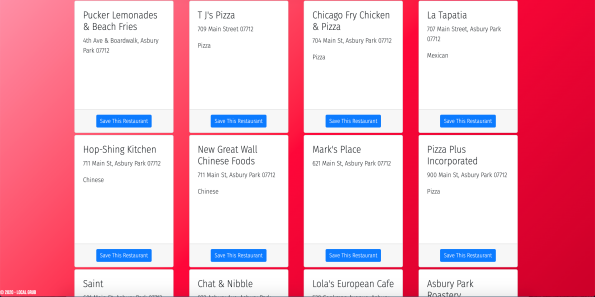 Pucker Lemonades
& Beach Fries
4th Ave & Boardwalk, Asbury
Park 07712
Save This Restaurant
T J's Pizza
709 Main Street 07712
Pizza
Save This Restaurant
Chicago Fry Chicken
& Pizza
704 Main St, Asbury Park 07712
Pizza
Save This Restaurant
La Tapatia
707 Main Street, Asbury Park
07712
Mexican
Save This Restaurant
Hop-Shing Kitchen
711 Main St, Asbury Park 07712
Chinese
Save This Restaurant
New Great Wall
Chinese Foods
711 Main St, Asbury Park 07712
Chinese
Save This Restaurant
Mark's Place
621 Main St, Asbury Park 07712
Save This Restaurant
Pizza Plus
Incorporated
900 Main St, Asbury Park 07712
Pizza
Save This Restaurant
Saint
Chat & Nibble
Lola's European Cafe
Asbury Park
Roastery
© 2020 - LOCAL GRUB